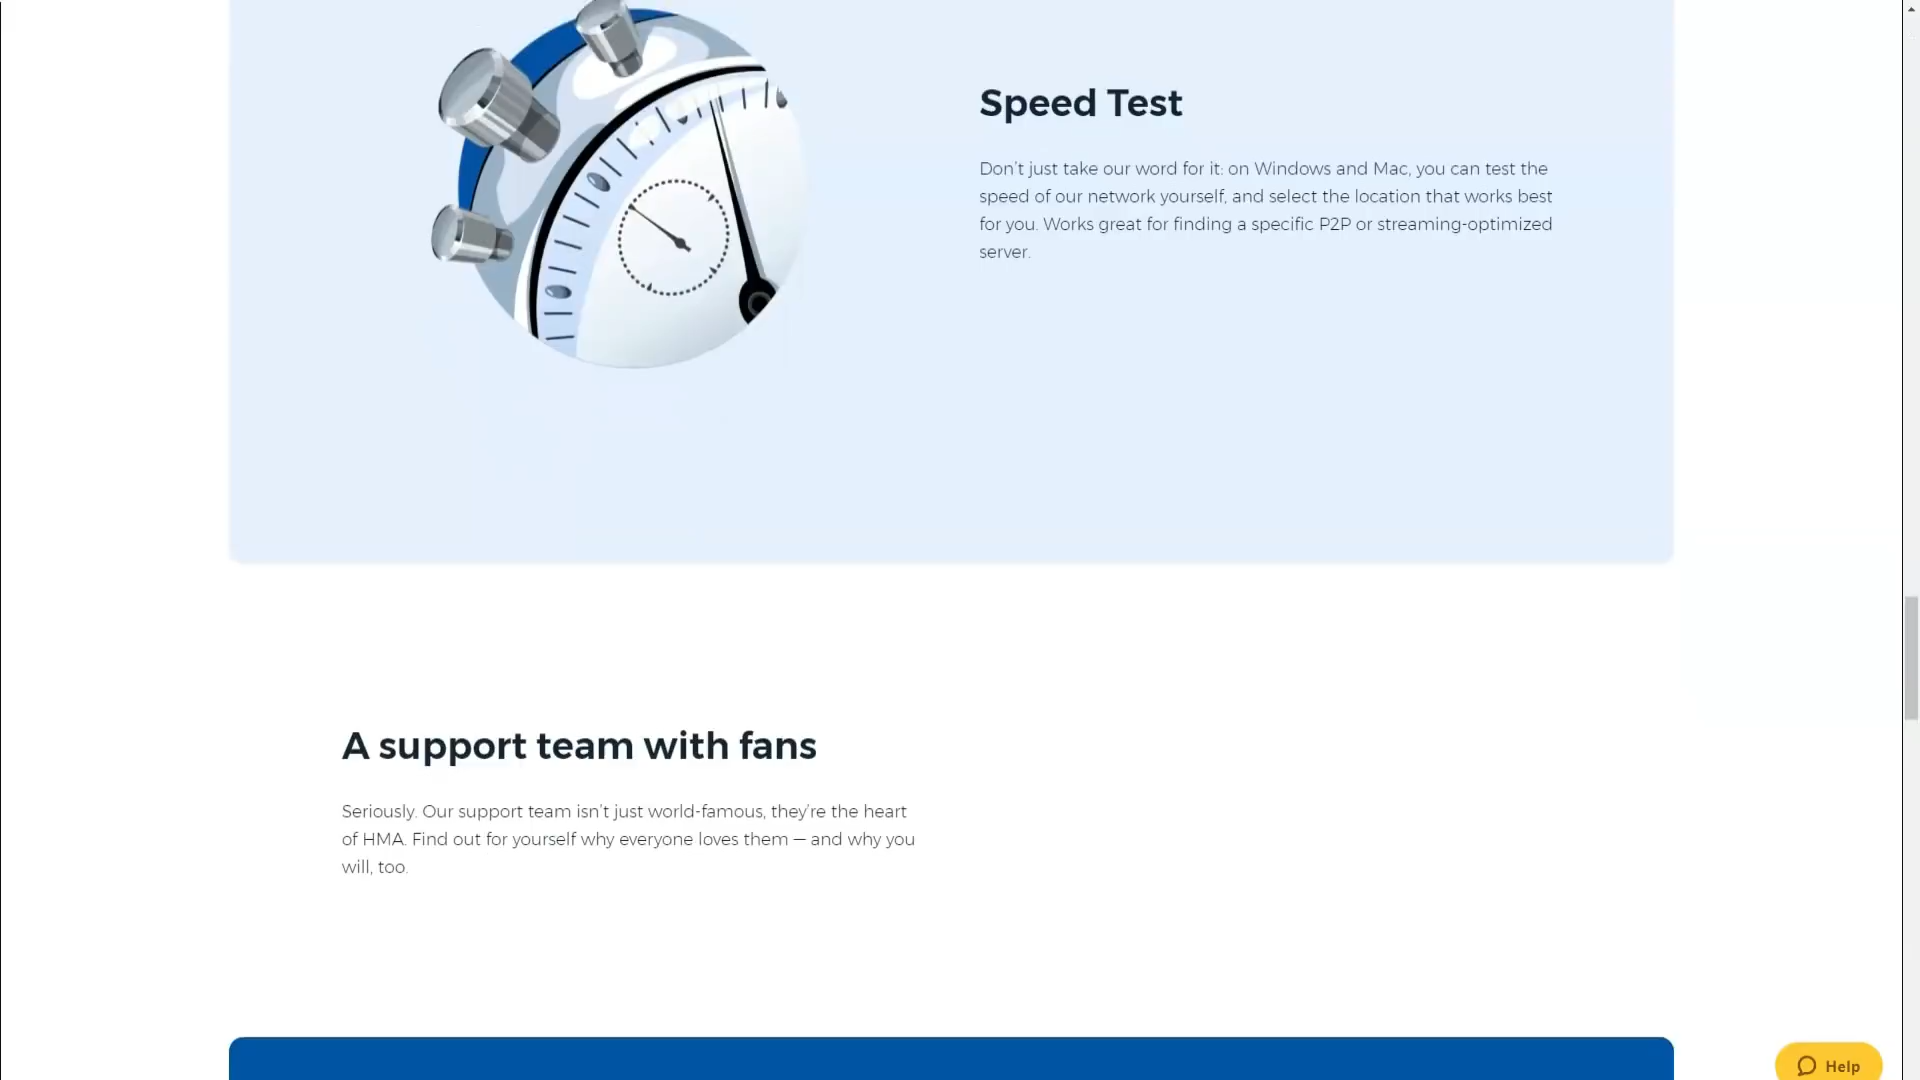 Speed Test
Don't just take our word for it: on Windows and Mac, you can test the
speed of our network yourself, and select the location that works best
for you. Works great for finding a specific P2P or streaming-optimized
server.
A support team with fans
Seriously. Our support team isn't just world-famous, they're the heart
of HMA. Find out for yourself why everyone loves them — and why you
will, too.
Help